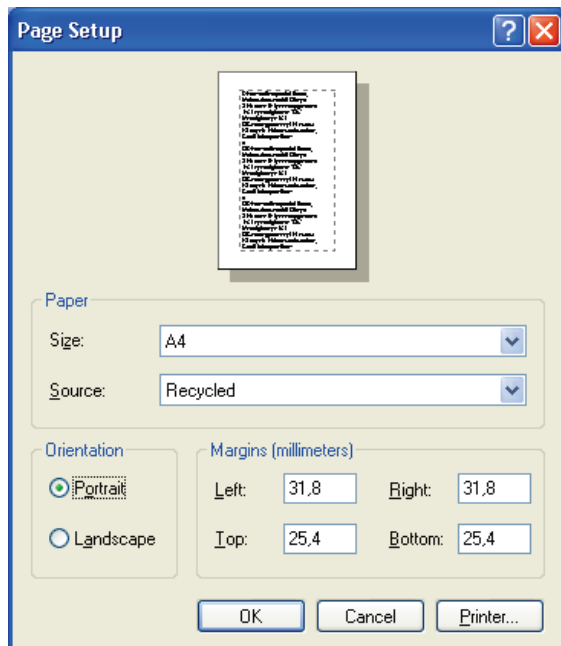 Page Setup
Paper
Size: A4
Source: Recycled
Orientation
Portrait
Landscape
Margins (millimeters)
Left: 31,8 Right: 31,8
Top: 25,4 Bottom: 25,4
OK Cancel Printer...